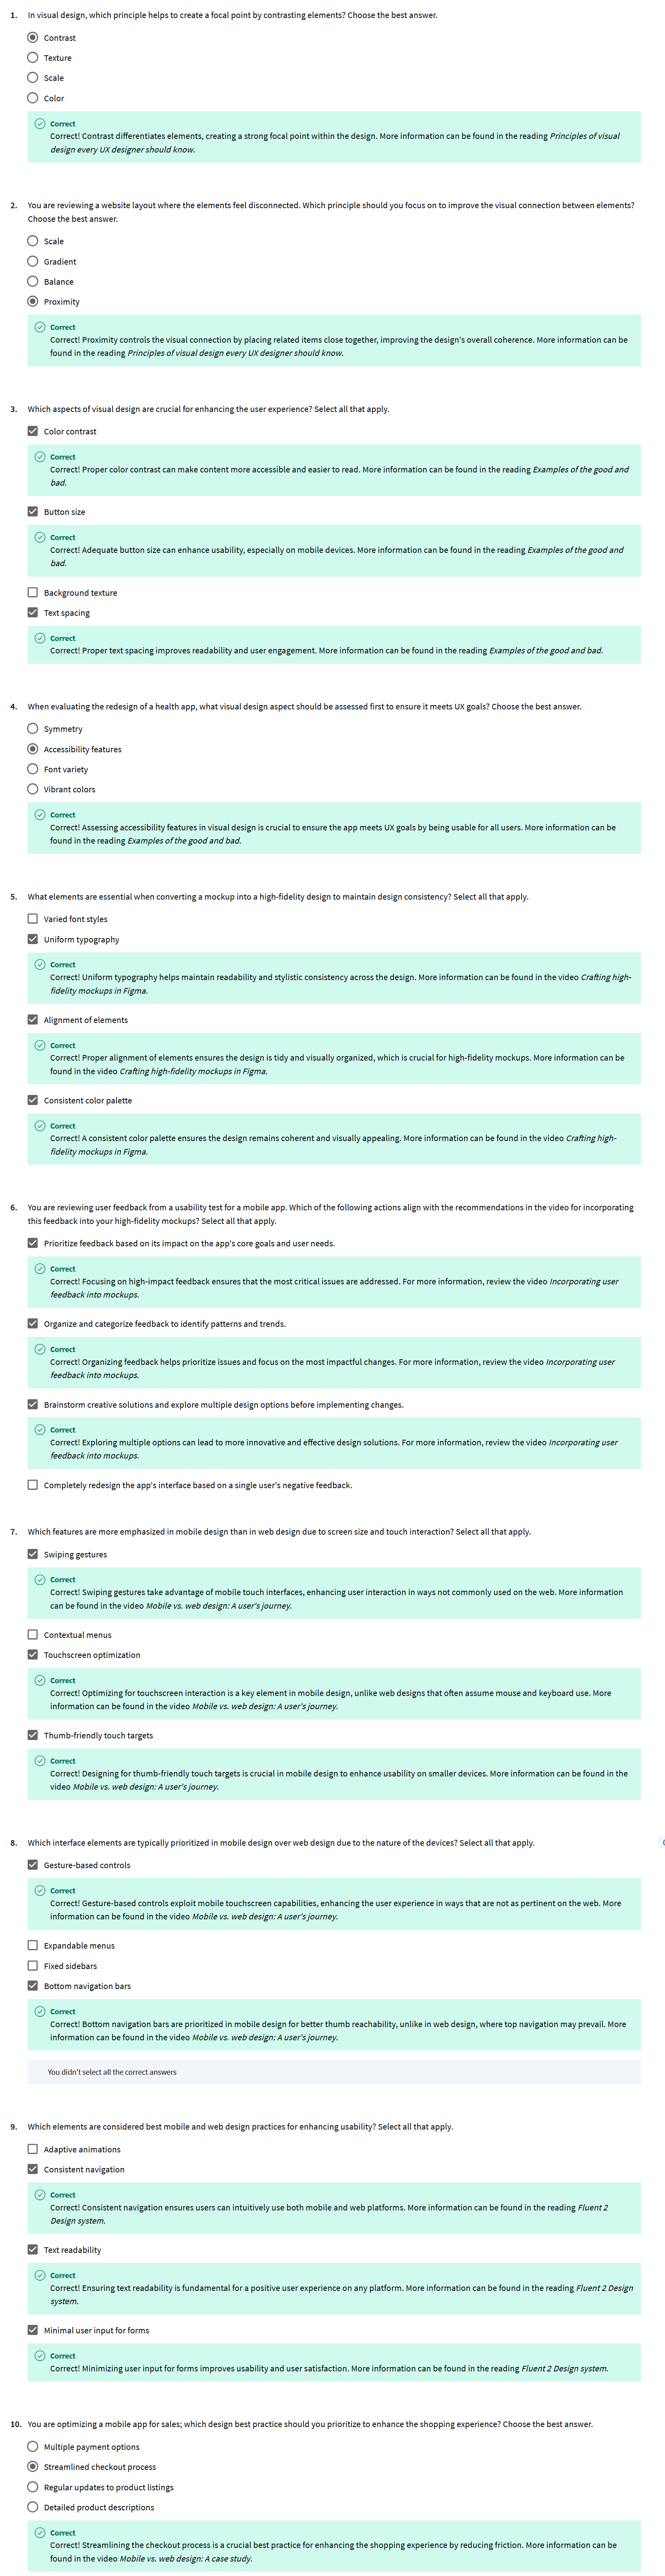 1. In visual design, which principle helps to create a focal point by contrasting elements? Choose the best answer.
Contrast
Texture
Scale
Color
Correct
Correct! Contrast differentiates elements, creating a strong focal point within the design. More information can be found in the reading Principles of visual
design every UX designer should know.
2. You are reviewing a website layout where the elements feel disconnected. Which principle should you focus on to improve the visual connection between elements?
Choose the best answer.
Scale
Gradient
Balance
Proximity
Correct
Correct! Proximity controls the visual connection by placing related items close together, improving the design's overall coherence. More information can be
found in the reading Principles of visual design every UX designer should know.
3. Which aspects of visual design are crucial for enhancing the user experience? Select all that apply.
Color contrast
Correct
Correct! Proper color contrast can make content more accessible and easier to read. More information can be found in the reading Examples of the good and
bad.
Button size
Correct
Correct! Adequate button size can enhance usability, especially on mobile devices. More information can be found in the reading Examples of the good and
bad.
Background texture
Text spacing
Correct
Correct! Proper text spacing improves readability and user engagement. More information can be found in the reading Examples of the good and bad.
4. When evaluating the redesign of a health app, what visual design aspect should be assessed first to ensure it meets UX goals? Choose the best answer.
Symmetry
Accessibility features
Font variety
Vibrant colors
Correct
Correct! Assessing accessibility features in visual design is crucial to ensure the app meets UX goals by being usable for all users. More information can be
found in the reading Examples of the good and bad.
5. What elements are essential when converting a mockup into a high-fidelity design to maintain design consistency? Select all that apply.
Varied font styles
Uniform typography
Correct
Correct! Uniform typography helps maintain readability and stylistic consistency across the design. More information can be found in the video Crafting high-
fidelity mockups in Figma.
Alignment of elements
Correct
Correct! Proper alignment of elements ensures the design is tidy and visually organized, which is crucial for high-fidelity mockups. More information can be
found in the video Crafting high-fidelity mockups in Figma.
Consistent color palette
Correct
Correct! A consistent color palette ensures the design remains coherent and visually appealing. More information can be found in the video Crafting high-
fidelity mockups in Figma.
6. You are reviewing user feedback from a usability test for a mobile app. Which of the following actions align with the recommendations in the video for incorporating
this feedback into your high-fidelity mockups? Select all that apply.
Prioritize feedback based on its impact on the app's core goals and user needs.
Correct
Correct! Focusing on high-impact feedback ensures that the most critical issues are addressed. For more information, review the video Incorporating user
feedback into mockups.
Organize and categorize feedback to identify patterns and trends.
Correct
Correct! Organizing feedback helps prioritize issues and focus on the most impactful changes. For more information, review the video Incorporating user
feedback into mockups.
Brainstorm creative solutions and explore multiple design options before implementing changes.
Correct
Correct! Exploring multiple options can lead to more innovative and effective design solutions. For more information, review the video Incorporating user
feedback into mockups.
Completely redesign the app's interface based on a single user's negative feedback.
7. Which features are more emphasized in mobile design than in web design due to screen size and touch interaction? Select all that apply.
Swiping gestures
Correct
Correct! Swiping gestures take advantage of mobile touch interfaces, enhancing user interaction in ways not commonly used on the web. More information
can be found in the video Mobile vs. web design: A user's journey.
Contextual menus
Touchscreen optimization
Correct
Correct! Optimizing for touchscreen interaction is a key element in mobile design, unlike web designs that often assume mouse and keyboard use. More
information can be found in the video Mobile vs. web design: A user's journey.
Thumb-friendly touch targets
Correct
Correct! Designing for thumb-friendly touch targets is crucial in mobile design to enhance usability on smaller devices. More information can be found in the
video Mobile vs. web design: A user's journey.
8. Which interface elements are typically prioritized in mobile design over web design due to the nature of the devices? Select all that apply.
Gesture-based controls
Correct
Correct! Gesture-based controls exploit mobile touchscreen capabilities, enhancing the user experience in ways that are not as pertinent on the web. More
information can be found in the video Mobile vs. web design: A user's journey.
Expandable menus
Fixed sidebars
Bottom navigation bars
Correct
Correct! Bottom navigation bars are prioritized in mobile design for better thumb reachability, unlike in web design, where top navigation may prevail. More
information can be found in the video Mobile vs. web design: A user's journey.
You didn't select all the correct answers
9. Which elements are considered best mobile and web design practices for enhancing usability? Select all that apply.
Adaptive animations
Consistent navigation
Correct
Correct! Consistent navigation ensures users can intuitively use both mobile and web platforms. More information can be found in the reading Fluent 2
Design system.
Text readability
Correct
Correct! Ensuring text readability is fundamental for a positive user experience on any platform. More information can be found in the reading Fluent 2 Design
system.
Minimal user input for forms
Correct
Correct! Minimizing user input for forms improves usability and user satisfaction. More information can be found in the reading Fluent 2 Design system.
10. You are optimizing a mobile app for sales; which design best practice should you prioritize to enhance the shopping experience? Choose the best answer.
Multiple payment options
Streamlined checkout process
Regular updates to product listings
Detailed product descriptions
Correct
Correct! Streamlining the checkout process is a crucial best practice for enhancing the shopping experience by reducing friction. More information can be
found in the video Mobile vs. web design: A case study.